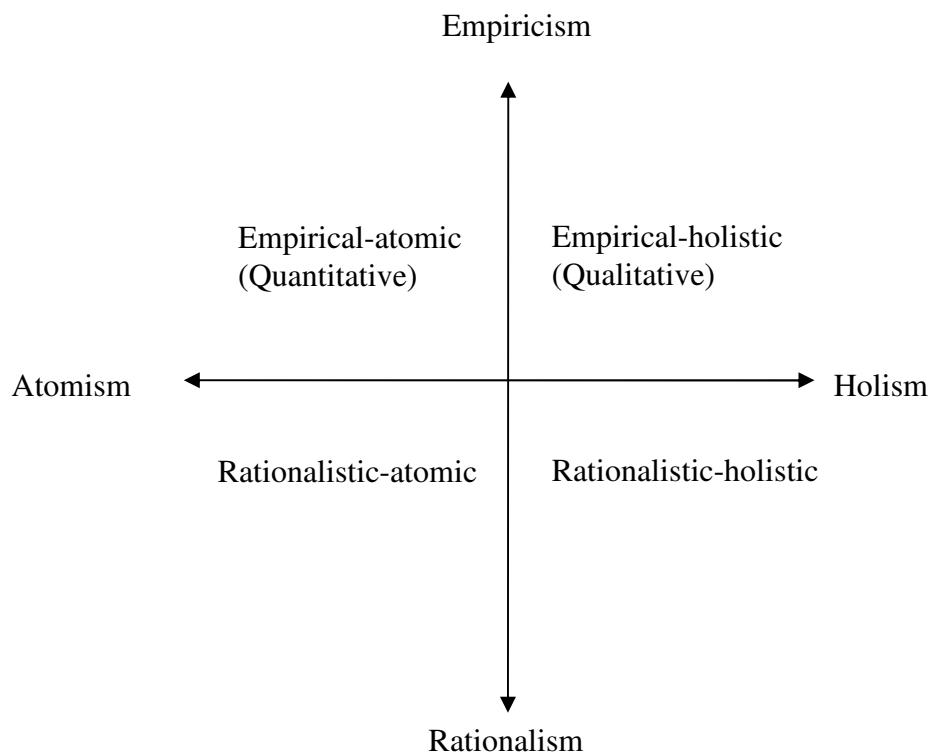 Empiricism
Empirical-atomic
(Quantitative)
Empirical-holistic
(Qualitative)
Atomism
Holism
Rationalistic-atomic
Rationalistic-holistic
Rationalism